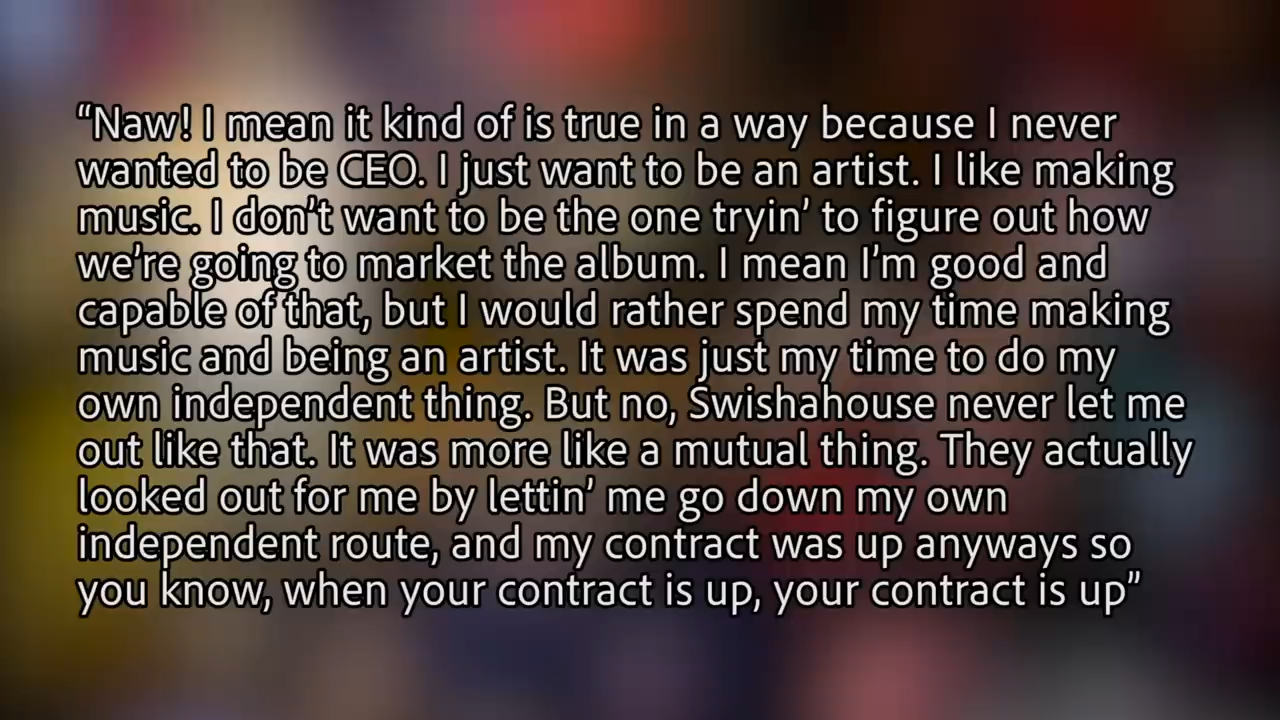 “Naw! I mean it kind of is true in a way because I never
wanted to be CEO. I just want to be an artist. I like making
music. I don’t want to be the one tryin’ to figure out how
we’re going to market the album. I mean I’m good and
capable of that, but I would rather spend my time making
music and being an artist. It was just my time to do my
own independent thing. But no, Swishahouse never let me
out like that. It was more like a mutual thing. They actually
looked out for me by lettin’ me go down my own
independent route, and my contract was up anyways so
you know, when your contract is up, your contract is up”